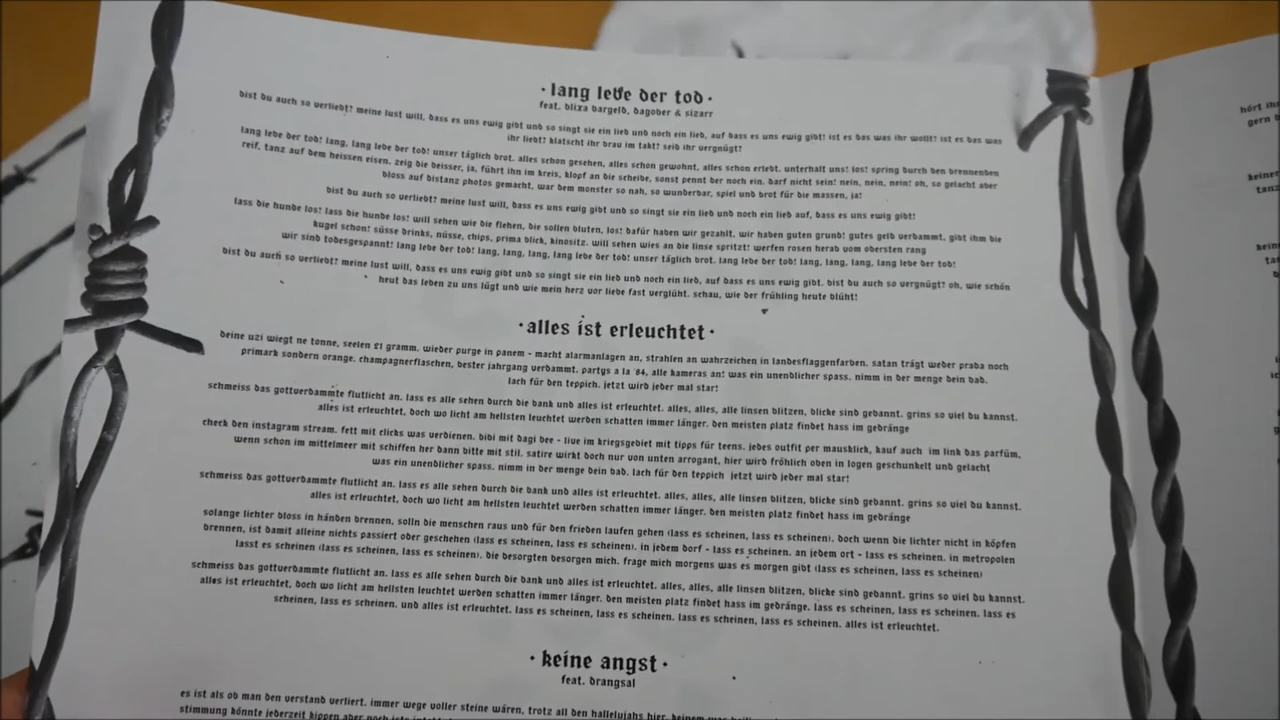 · lang lebe der tod ·
feat. blixa bargeld, dagobert & sizarr
bist du auch so verliebt? meine lust will, dass es uns ewig gibt und so singt sie ein lied und noch ein lied, auf dass es uns ewig gibt! ist es das was ihr wollt? ist es das was
ihr liebt? klatscht ihr brav im takt? seid ihr vergnügt?
lang lebe der tod! lang, lang lebe der tod! unser täglich brot. alles schon gesehen, alles schon gewohnt, alles schon erlebt. unterhalt uns! los! spring durch den brennenden
reif, tanz auf dem heissen eisen. zeig die beisser, ja, führt ihn im kreis, klopf an die scheibe, sonst pennt der noch ein. darf nicht sein! nein, nein, nein! oh, so gelacht aber
bloss auf distanz photos gemacht. war dem monster so nah, so wunderbar, spiel und brot für die massen, ja!
bist du auch so verliebt? meine lust will, dass es uns ewig gibt und so singt sie ein lied und noch ein lied auf, dass es uns ewig gibt!
lass die hunde los! lass die hunde los! will sehen wie die flehen, die sollen bluten, los! dafür haben wir gezahlt, wir haben guten grund! gutes geld verdammt, gibt ihm die
kugel schon! süsse drinks, nüsse, chips, prima blick, kinositz. will sehen wies an die linse spritzt! werfen rosen herab vom obersten rang
wir sind todesgespannt! lang lebe der tod! lang, lang, lang, lang lebe der tod! unser täglich brot. lang lebe der tod! lang, lang, lang, lang lebe der tod!
bist du auch so verliebt? meine lust will, dass es uns ewig gibt und so singt sie ein lied und noch ein lied, auf dass es uns ewig gibt. bist du auch so vergnügt? oh, wie schön
heut das leben zu uns lügt und wie mein herz vor liebe fast verglüht. schau, wie der frühling heute blüht!
· alles ist erleuchtet ·
deine uzi wiegt ne tonne, seelen 21 gramm. wieder purge in panem - macht alarmanlagen an, strahlen an wahrzeichen in landesflaggenfarben. satan trägt weder prada noch
primark sondern orange. champagnerflaschen, bester jahrgang verdammt. partys a la '84, alle kameras an! was ein unendlicher spass. nimm in der menge dein bad.
lach für den teppich. jetzt wird jeder mal star!
schmeiss das gottverdammte flutlicht an. lass es alle sehen durch die bank und alles ist erleuchtet. alles, alles, alle linsen blitzen, blicke sind gebannt. grins so viel du kannst.
alles ist erleuchtet, doch wo licht am hellsten leuchtet werden schatten immer länger. den meisten platz findet hass im gedränge
check den instagram stream. fett mit clicks was verdienen. bibi mit dagi bee - live im kriegsgebiet mit tipps für teens. jedes outfit per mausklick, kauf auch im link das parfüm,
wenn schon im mittelmeer mit schiffen her dann bitte mit stil. satire wirkt doch nur von unten arrogant, hier wird fröhlich oben in logen geschunkelt und gelacht
was ein unendlicher spass. nimm in der menge dein bad. lach für den teppich jetzt wird jeder mal star!
schmeiss das gottverdammte flutlicht an. lass es alle sehen durch die bank und alles ist erleuchtet. alles, alles, alle linsen blitzen, blicke sind gebannt. grins so viel du kannst.
alles ist erleuchtet, doch wo licht am hellsten leuchtet werden schatten immer länger. den meisten platz findet hass im gedränge
solange lichter bloss in händen brennen, solln die menschen raus und für den frieden laufen gehen (lass es scheinen, lass es scheinen). doch wenn die lichter nicht in köpfen
brennen, ist damit alleine nichts passiert oder geschehen (lass es scheinen, lass es scheinen). in jedem dorf - lass es scheinen. an jedem ort - lass es scheinen. in metropolen
lasst es scheinen (lass es scheinen, lass es scheinen). die besorgten besorgen mich. frage mich morgens was es morgen gibt (lass es scheinen, lass es scheinen)
schmeiss das gottverdammte flutlicht an. lass es alle sehen durch die bank und alles ist erleuchtet. alles, alles, alle linsen blitzen, blicke sind gebannt. grins so viel du kannst.
alles ist erleuchtet, doch wo licht am hellsten leuchtet werden schatten immer länger. den meisten platz findet hass im gedränge. lass es scheinen, lass es scheinen. lass es
scheinen, lass es scheinen. und alles ist erleuchtet. lass es scheinen, lass es scheinen. lass es scheinen, lass es scheinen. alles ist erleuchtet.
· keine angst ·
feat. drangsal
es ist als ob man den verstand verliert. immer wege voller steine wären, trotz all den hallelujahs hier. keinem was
stimmung könnte jederzeit kippen aber noch
hört ihr
gern
keiner
tanz